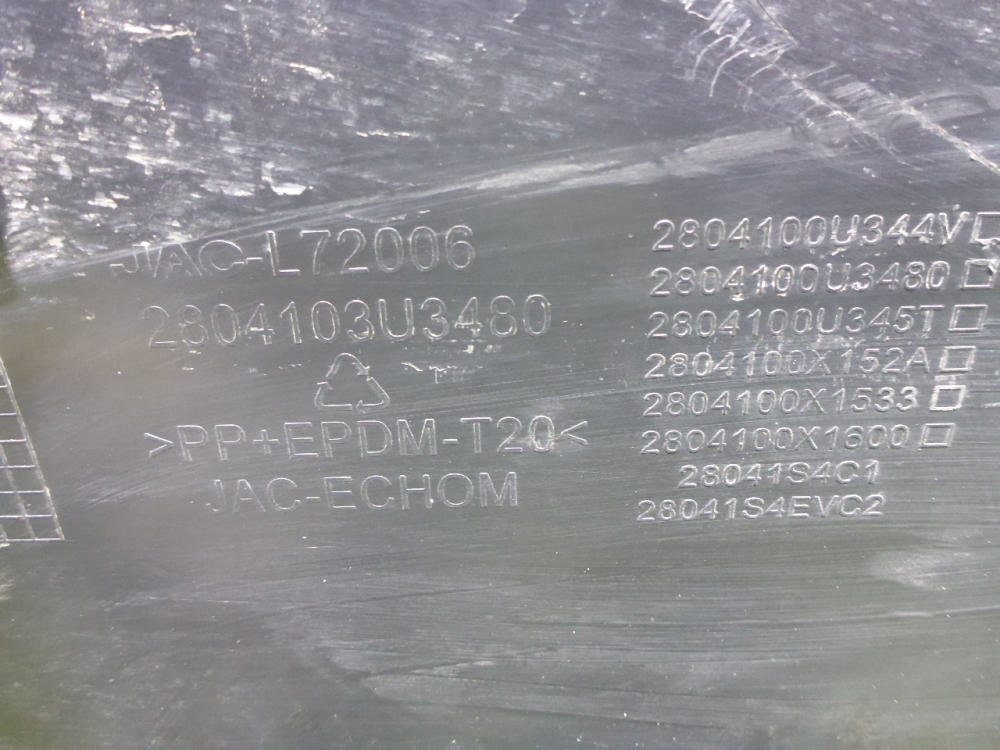 JAC-L72006
2804103U3480
>PP+EPDM-T20<
JAC-ECHOM
2804100U344V
2804100U3480
2804100U345T
2804100X152A
2804100X1533
2804100X1600
28041S4C1
28041S4EVC2